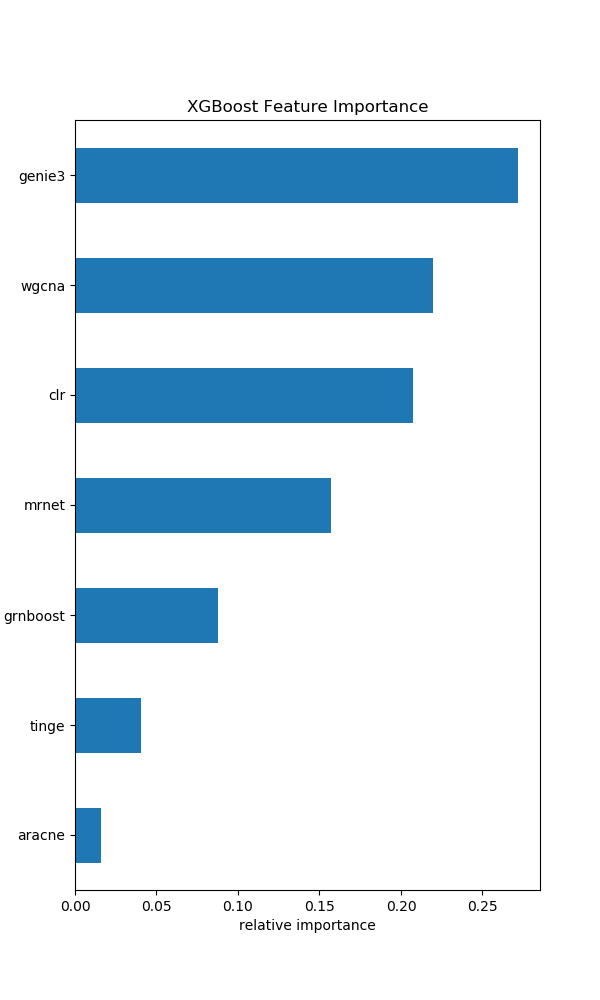 XGBoost Feature Importance
genie3
wgcna
clr
mrnet
grnboost
tinge
aracne
0.00 0.05 0.10 0.15 0.20 0.25
relative importance